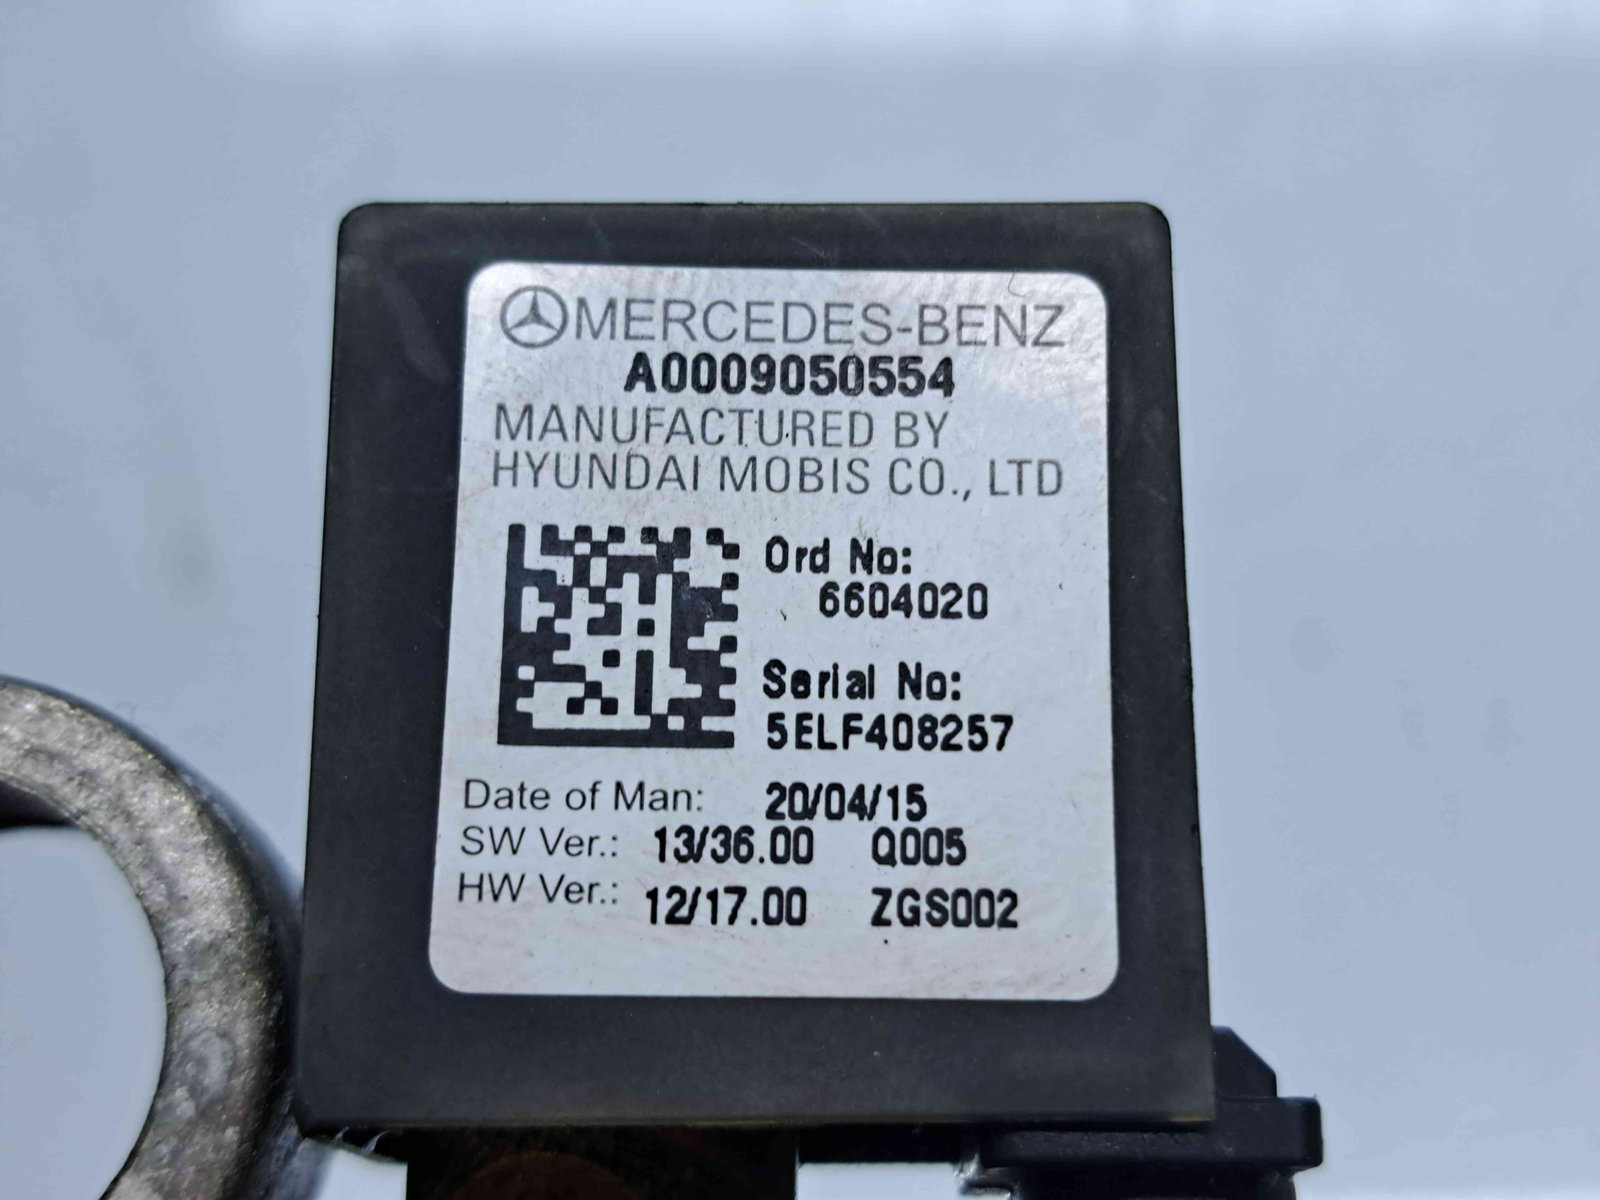 MERCEDES-BENZ
A0009050554
MANUFACTURED BY
HYUNDAI MOBIS CO., LTD
Ord No:
6604020
Serial No:
5ELF408257
Date of Man: 20/04/15
SW Ver.: 13/36.00 Q005
HW Ver.: 12/17.00 ZGS002